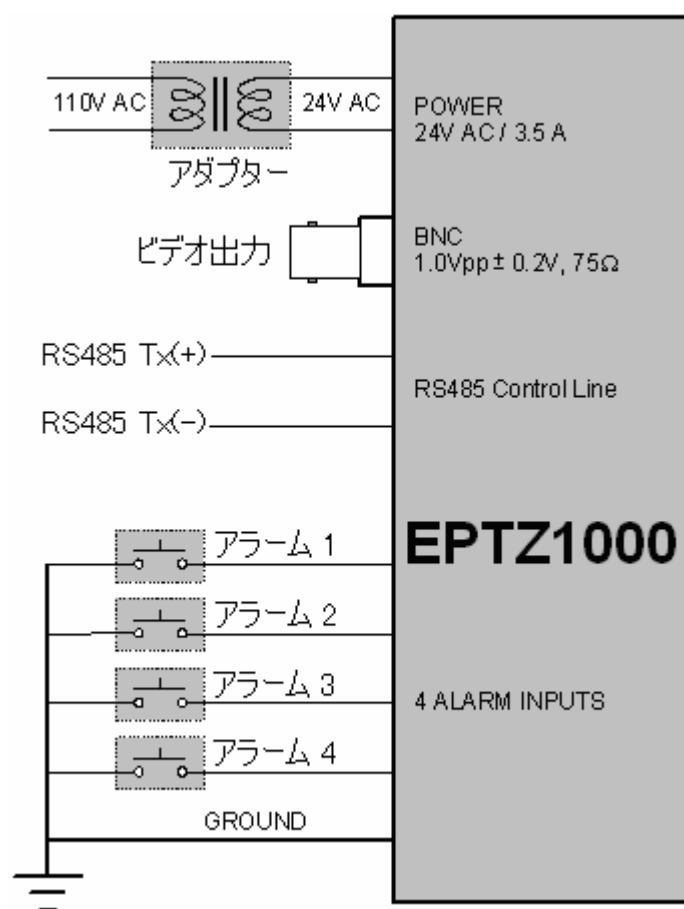 110V AC
24V AC
POWER
24V AC / 3.5 A
アダプター
ビデオ出力
BNC
1.0Vpp± 0.2V, 75Ω
RS485 Tx(+)
RS485 Control Line
RS485 Tx(-)
アラーム 1
EPTZ1000
アラーム 2
アラーム 3
4 ALARM INPUTS
アラーム 4
GROUND